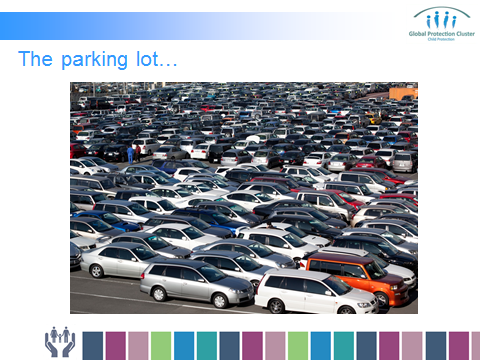 Global Protection Cluster
Child Protection
The parking lot...